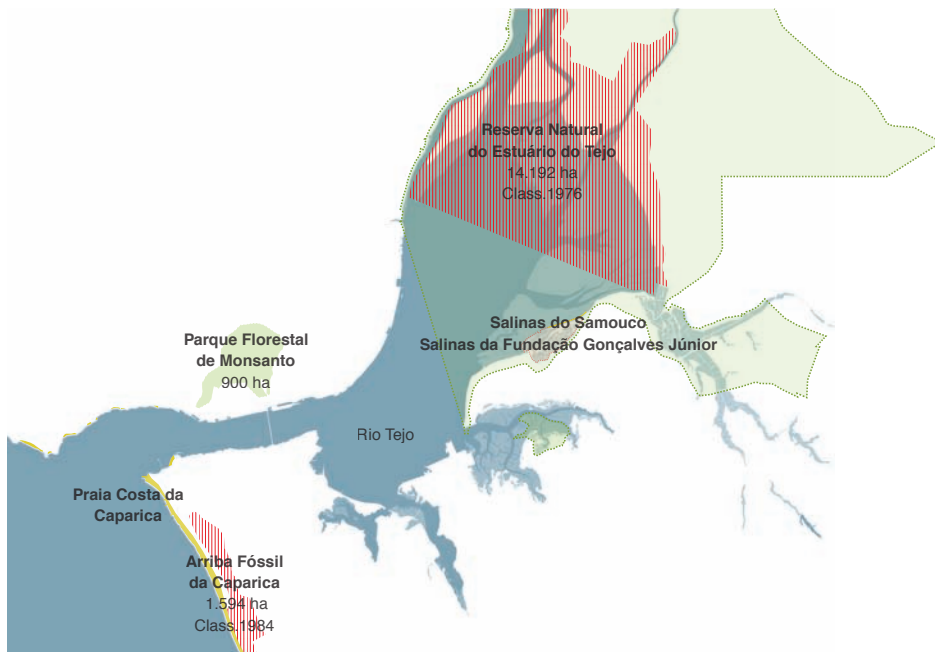 Reserva Natural
do Estuário do Tejo
14.192 ha
Class.1976
Salinas do Samouco
Salinas da Fundação Gonçalves Júnior
Parque Florestal
de Monsanto
900 ha
Rio Tejo
Praia Costa da
Caparica
Arriba Fóssil
da Caparica
1.594 ha
Class.1984